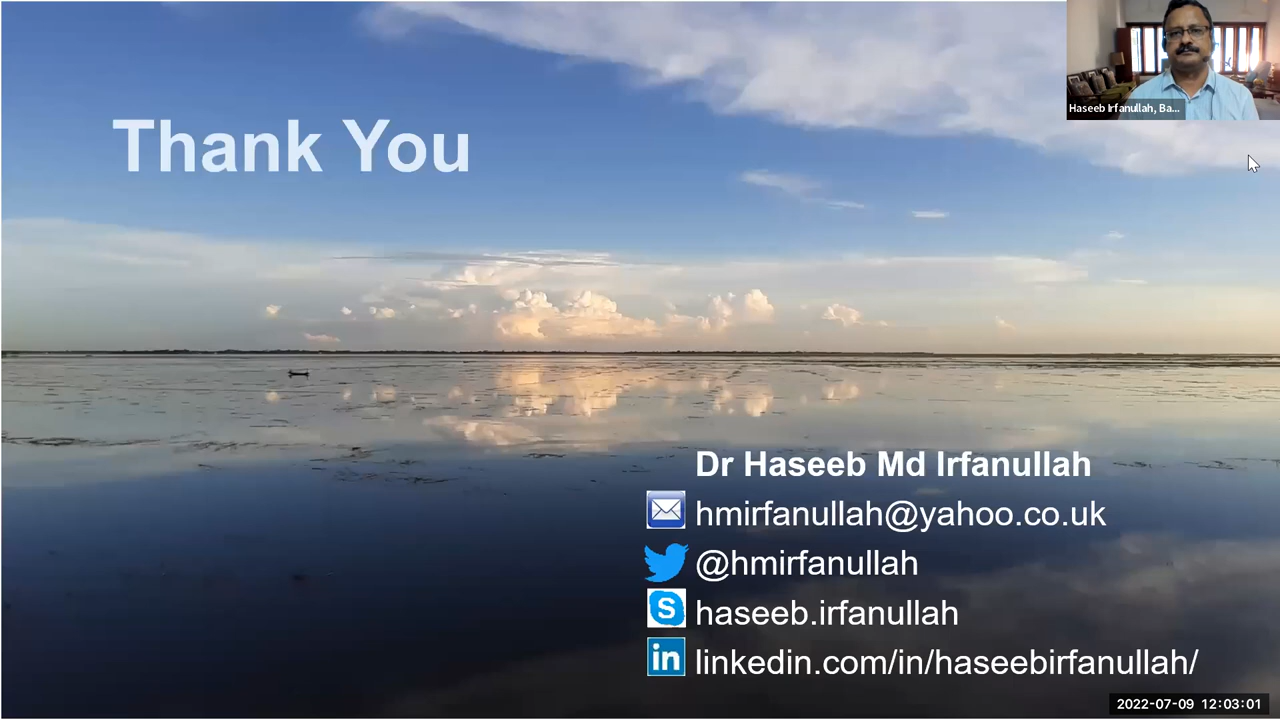 Haseeb Irfanullah, Ba...
Thank You
Dr Haseeb Md Irfanullah
hmirfanullah@yahoo.co.uk
@hmirfanullah
S haseeb.irfanullah
in linkedin.com/in/haseebirfanullah/
2022-07-09 12:03:01